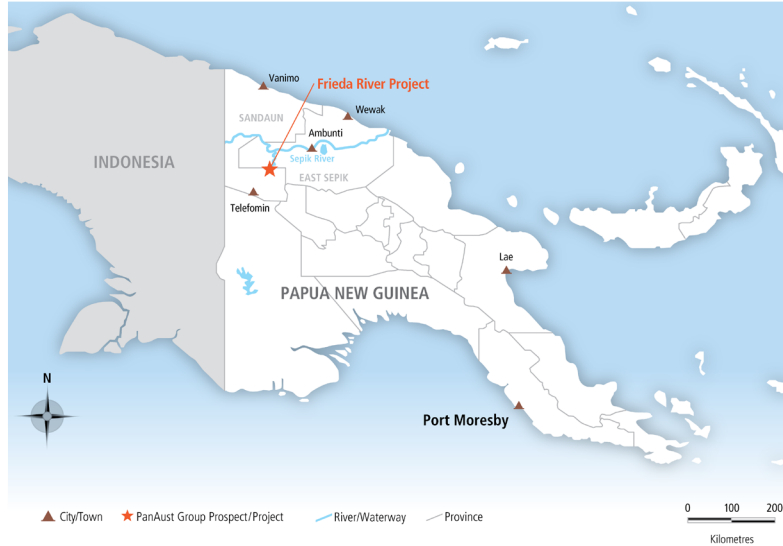 Vanimo
Frieda River Project
Wewak
SANDAUN
Ambunti
INDONESIA
Sepik River
EAST SEPIK
Telefomin
Lae
PAPUA NEW GUINEA
N
Port Moresby
City/Town
PanAust Group Prospect/Project
River/Waterway
Province
0 100 200
Kilometres